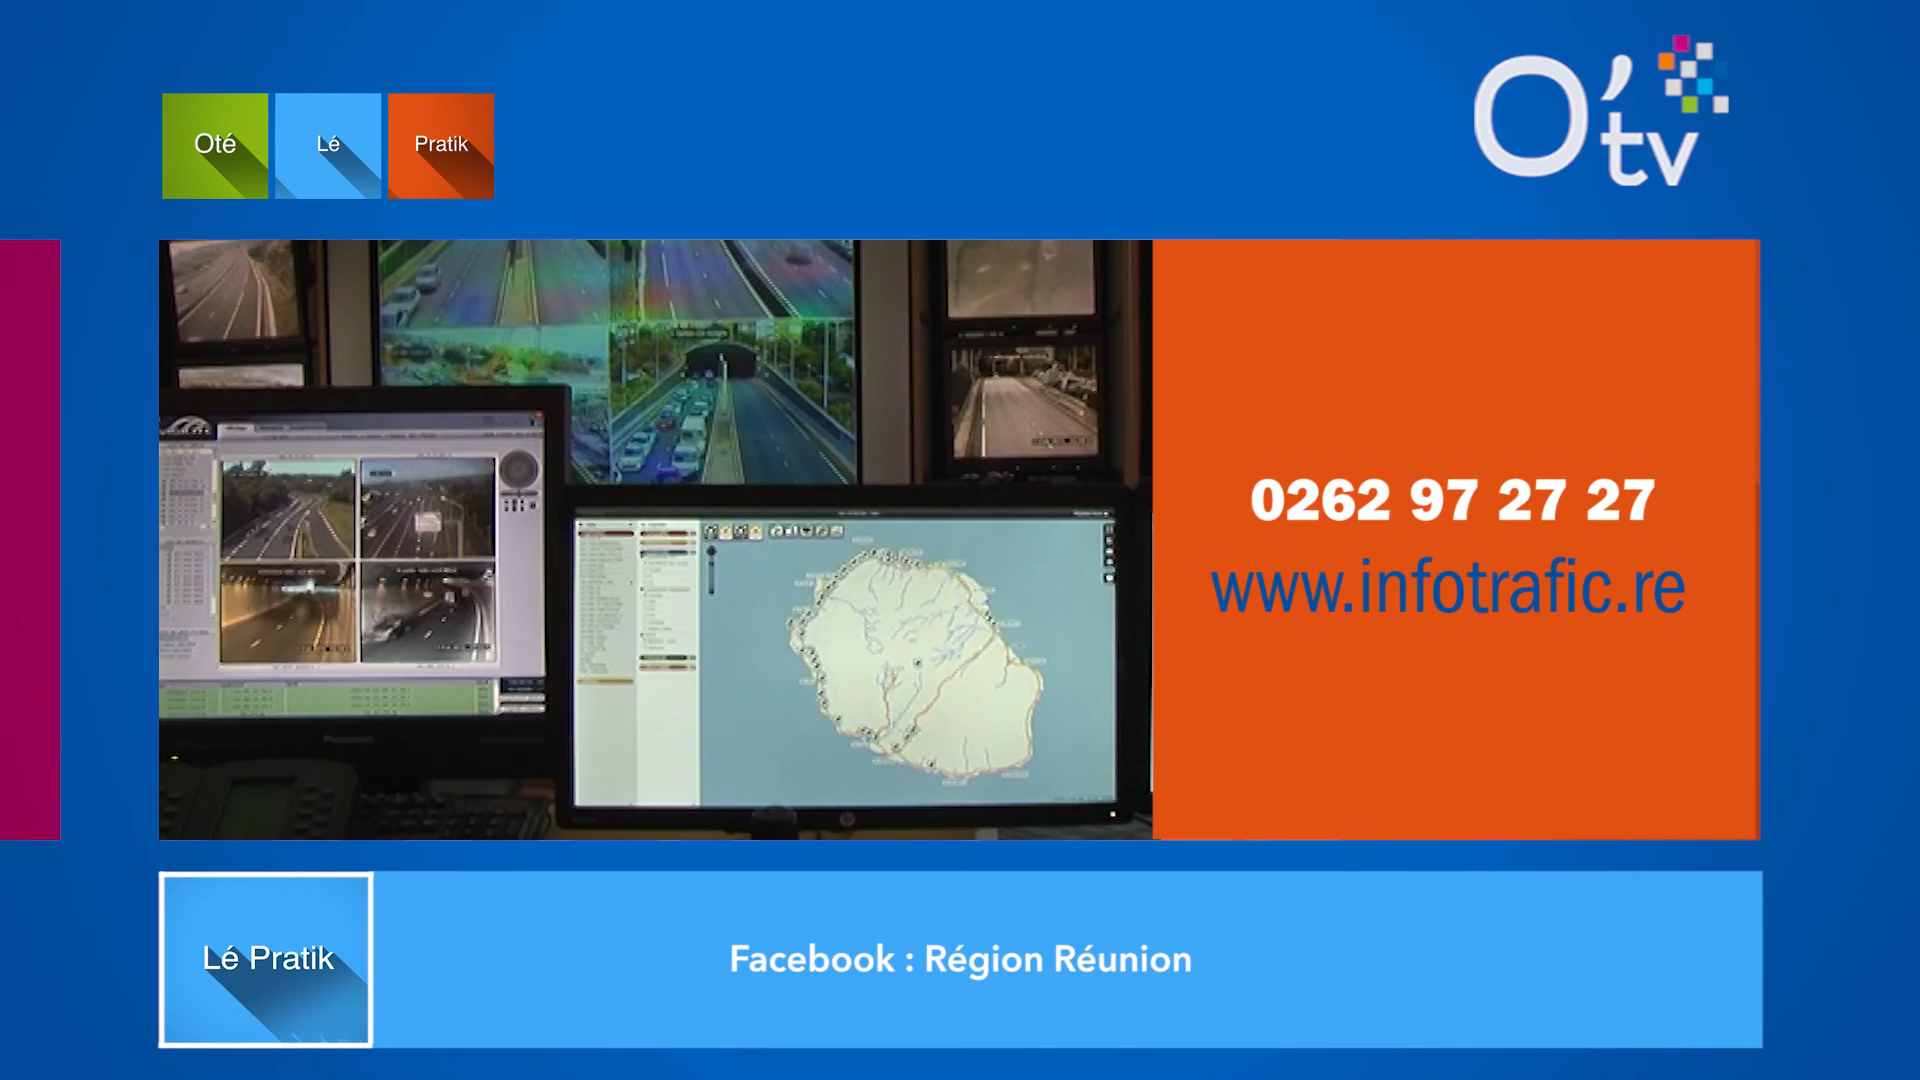 Oté
Lé
Pratik
O'tv
0262 97 27 27
www.infotrafic.re
Lé Pratik
Facebook : Région Réunion